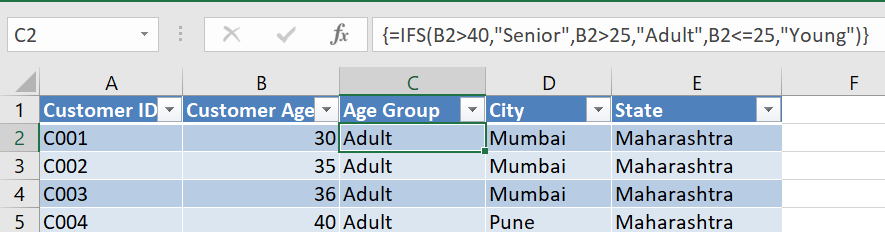 C2 fx {=IFS(B2>40,"Senior",B2>25,"Adult",B2<=25,"Young")}
A B C D E F
1 Customer ID Customer Age Age Group City State
2 C001 30 Adult Mumbai Maharashtra
3 C002 35 Adult Mumbai Maharashtra
4 C003 36 Adult Mumbai Maharashtra
5 C004 40 Adult Pune Maharashtra